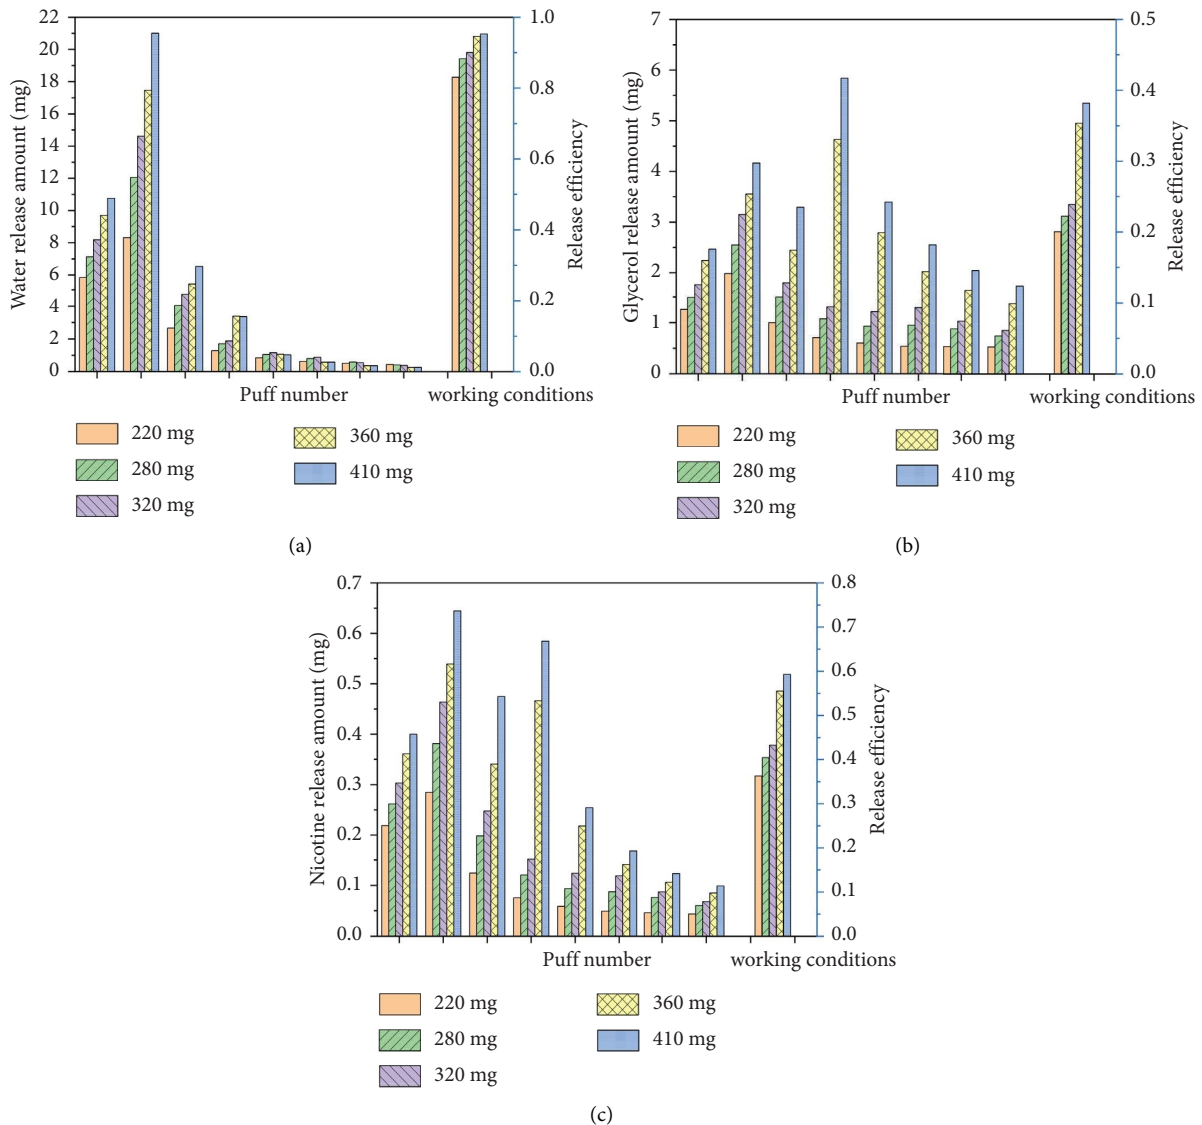 22
20
18
16
14
12
10
8
6
4
2
0
Water release amount (mg)
1.0
0.8
0.6
0.4
0.2
0.0
Release efficiency
Puff number
working conditions
220 mg
280 mg
320 mg
360 mg
410 mg
(a)
7
6
5
4
3
2
1
0
Glycerol release amount (mg)
0.5
0.4
0.3
0.2
0.1
0.0
Release efficiency
Puff number
working conditions
220 mg
280 mg
320 mg
360 mg
410 mg
(b)
0.7
0.6
0.5
0.4
0.3
0.2
0.1
0.0
Nicotine release amount (mg)
0.8
0.7
0.6
0.5
0.4
0.3
0.2
0.1
0.0
Release efficiency
Puff number
working conditions
220 mg
280 mg
320 mg
360 mg
410 mg
(c)